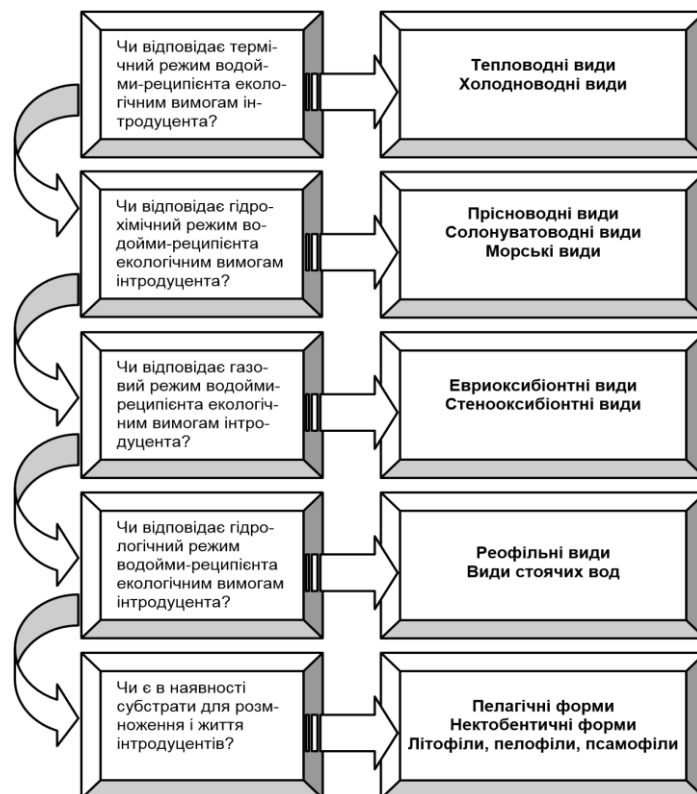 Чи відповідає термі-
чний режим водой-
ми-реципієнта еколо-
гічним вимогам ін-
тродуцента?
Тепловодні види
Холодноводні види
Чи відповідає гідро-
хімічний режим во-
дойми-реципієнта
екологічним вимогам
інтродуцента?
Прісноводні види
Солонуватоводні види
Морські види
Чи відповідає газо-
вий режим водойми-
реципієнта екологіч-
ним вимогам інтро-
дуцента?
Евриоксибіонтні види
Стенооксибіонтні види
Чи відповідає гідро-
логічний режим
водойми-реципієнта
екологічним вимогам
інтродуцента?
Реофільні види
Види стоячих вод
Чи є в наявності
субстрати для розм-
ноження і життя
інтродуцентів?
Пелагічні форми
Нектобентичні форми
Літофіли, пелофіли, псамофіли